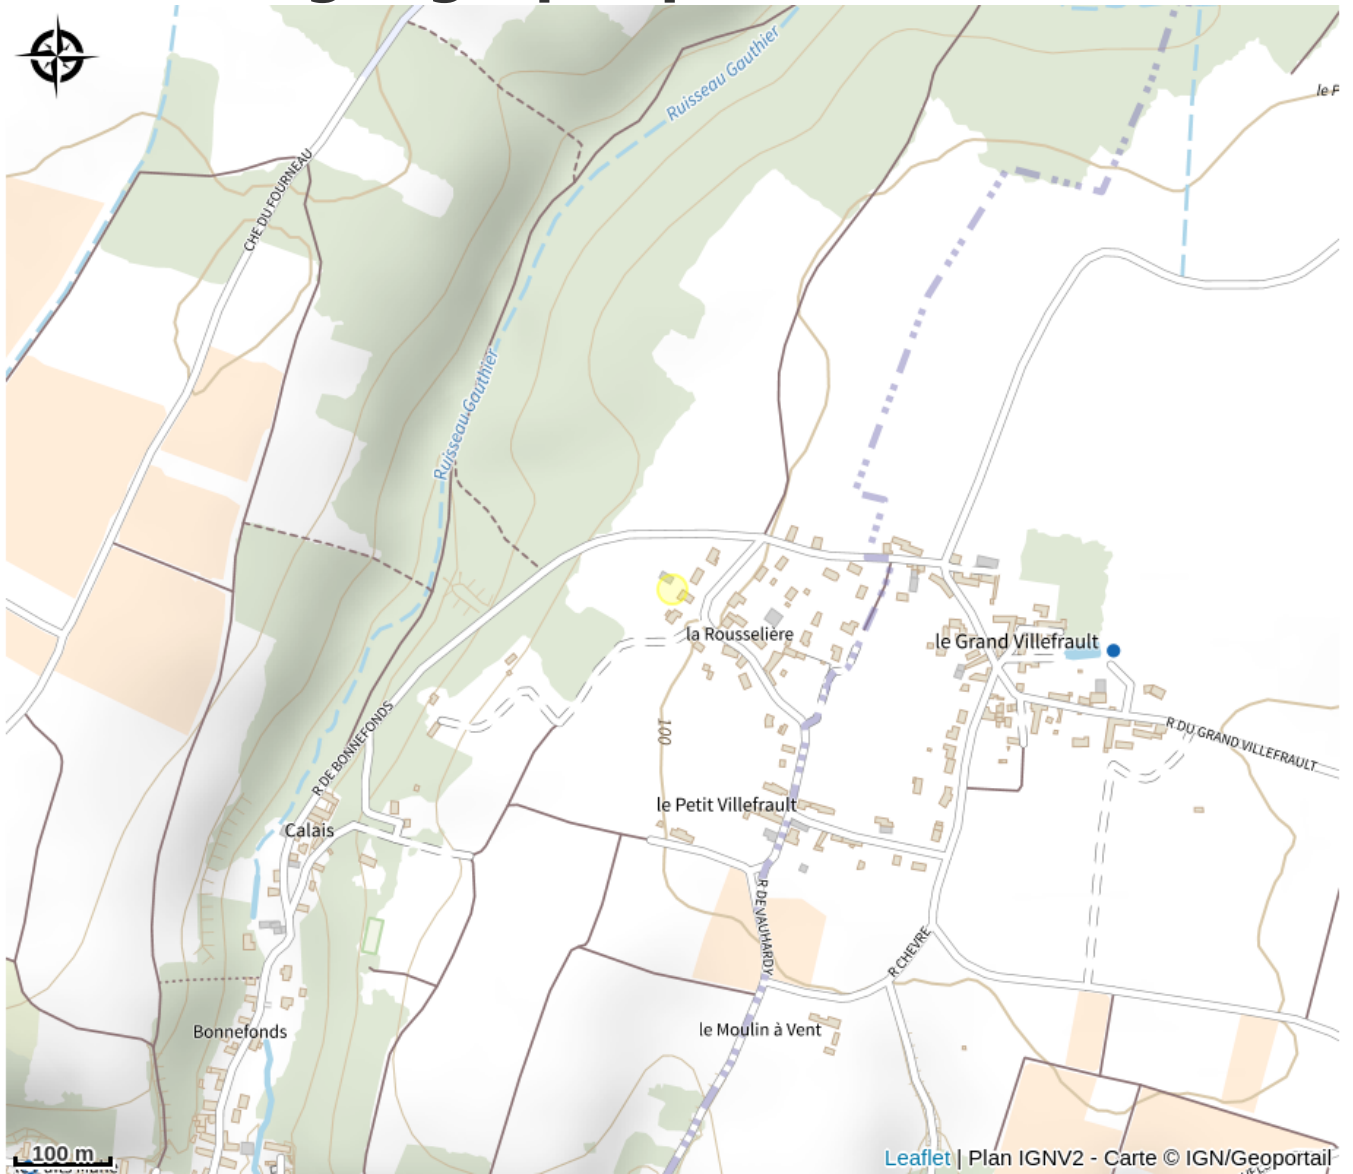 Ruisseau Gauthier
le P
CHE DU FOURNEAU
Ruisseau Gauthier
la Rousselière
le Grand Villefrault
100
R DE BONNEFONDS
R DU GRAND VILLEFRAULT
le Petit Villefrault
Calais
R DE VAUHARDY
R CHEVRE
Bonnefonds
le Moulin à Vent
100 m
Leaflet | Plan IGNV2 - Carte © IGN/Geoportail